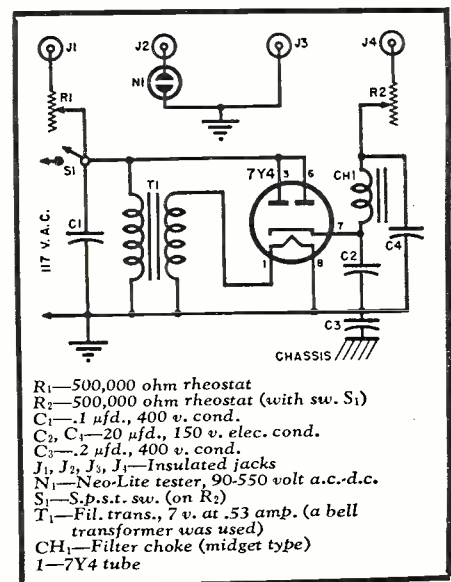 J1
J2
J3
J4
N1
R1
R2
S1
7Y4
3
6
CH1
T1
117 V. A.C.
C1
7
C4
1
8
C2
C3
CHASSIS
R1—500,000 ohm rheostat
R2—500,000 ohm rheostat (with sw. S1)
C1—.1 μfd., 400 v. cond.
C2, C4—20 μfd., 150 v. elec. cond.
C3—.2 μfd., 400 v. cond.
J1, J2, J3, J4—Insulated jacks
N1—Neo-Lite tester, 90-550 volt a.c.-d.c.
S1—S.p.s.t. sw. (on R2)
T1—Fil. trans., 7 v. at .53 amp. (a bell
transformer was used)
CH1—Filter choke (midget type)
1—7Y4 tube